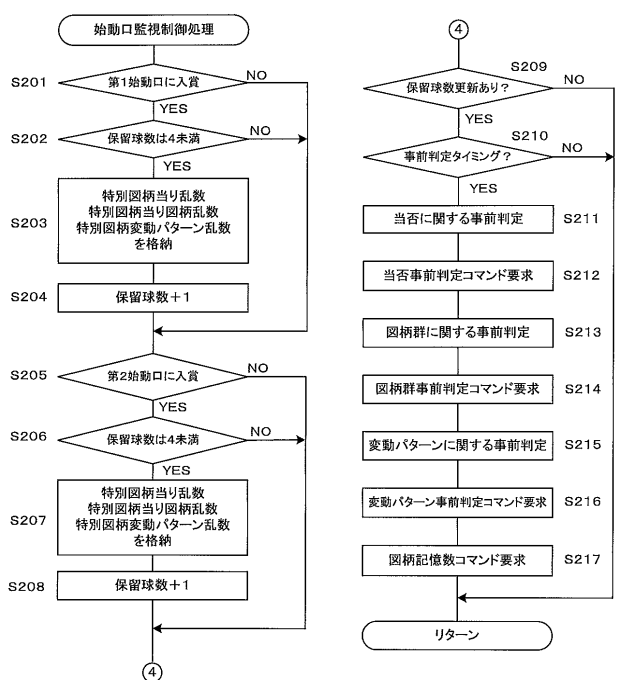 始動口監視制御処理
S201
第1始動口に入賞
NO
YES
S202
保留球数は4未満
NO
YES
S203
特別図柄当り乱数
特別図柄当り図柄乱数
特別図柄変動パターン乱数
を格納
S204
保留球数+1
S205
第2始動口に入賞
NO
YES
S206
保留球数は4未満
NO
YES
S207
特別図柄当り乱数
特別図柄当り図柄乱数
特別図柄変動パターン乱数
を格納
S208
保留球数+1
4
4
S209
保留球数更新あり?
NO
YES
S210
事前判定タイミング?
NO
YES
当否に関する事前判定
S211
当否事前判定コマンド要求
S212
図柄群に関する事前判定
S213
図柄群事前判定コマンド要求
S214
変動パターンに関する事前判定
S215
変動パターン事前判定コマンド要求
S216
図柄記憶数コマンド要求
S217
リターン